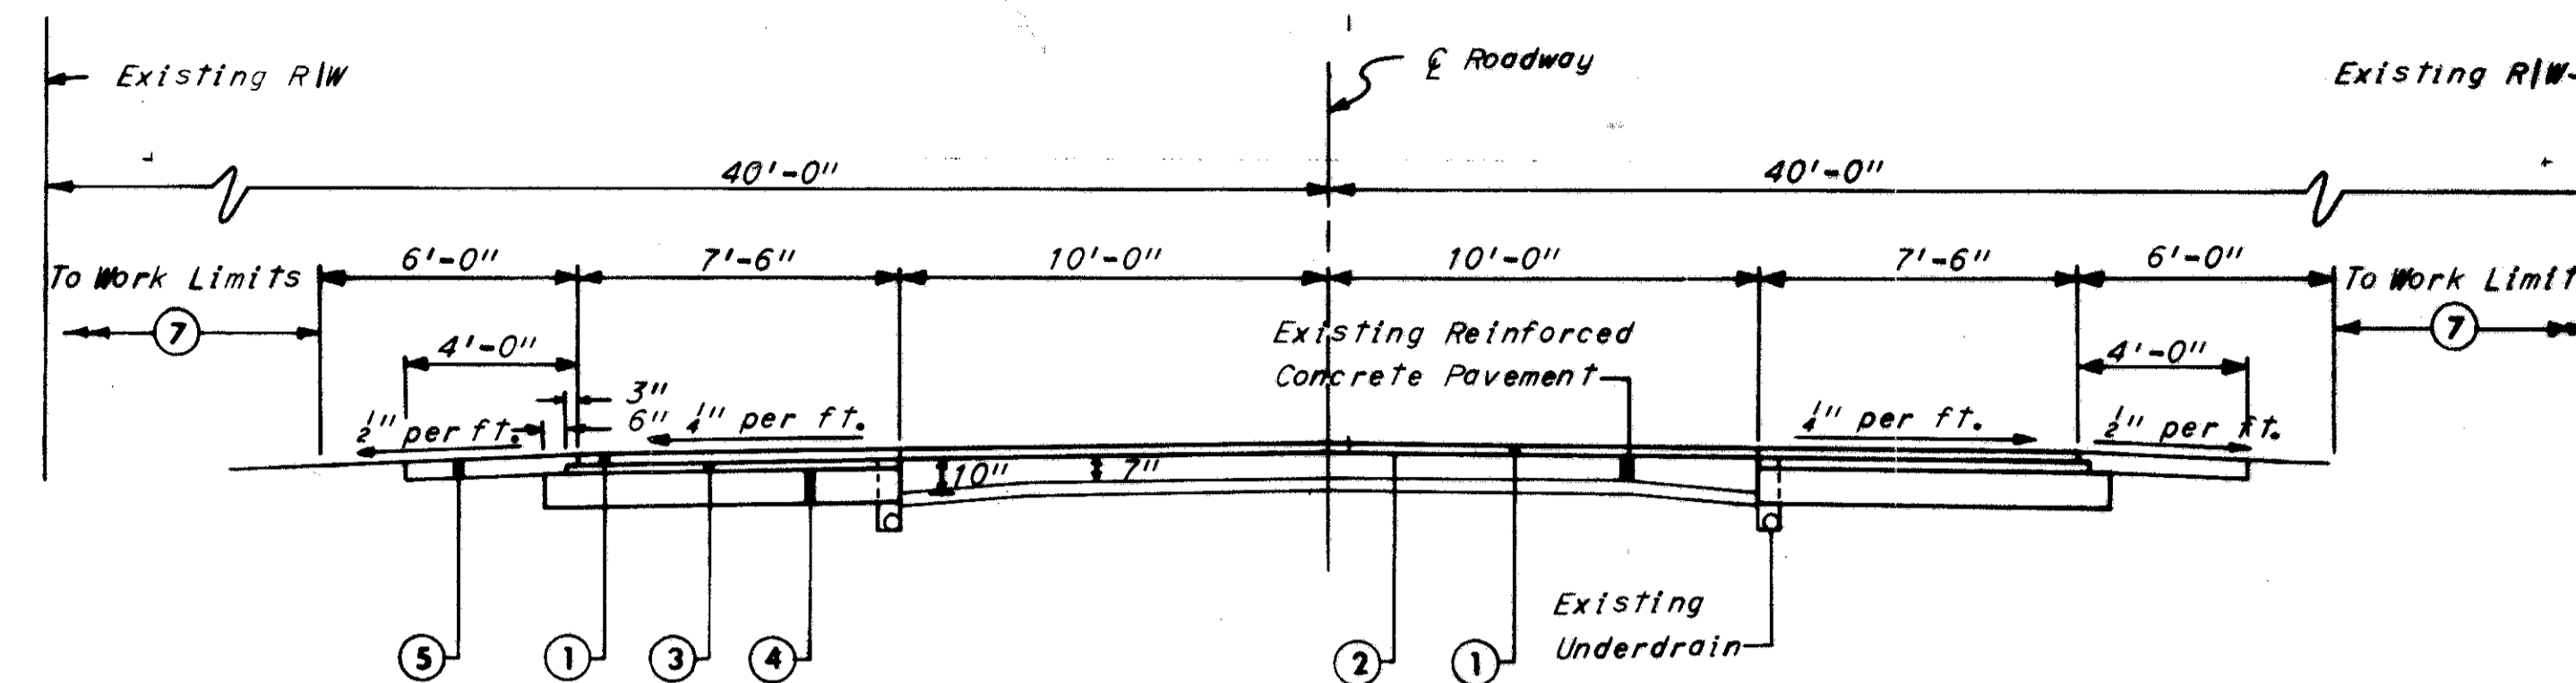 ℄ Roadway
Existing R/W
Existing R/W
40'-0"
40'-0"
6'-0"
7'-6"
10'-0"
10'-0"
7'-6"
6'-0"
To Work Limits
To Work Limit
7
7
Existing Reinforced
Concrete Pavement
4'-0"
4'-0"
3"
6"
1/2" per ft.
1/4" per ft.
1/4" per ft.
1/2" per ft.
10"
7"
Existing
Underdrain
5
1
3
4
2
1